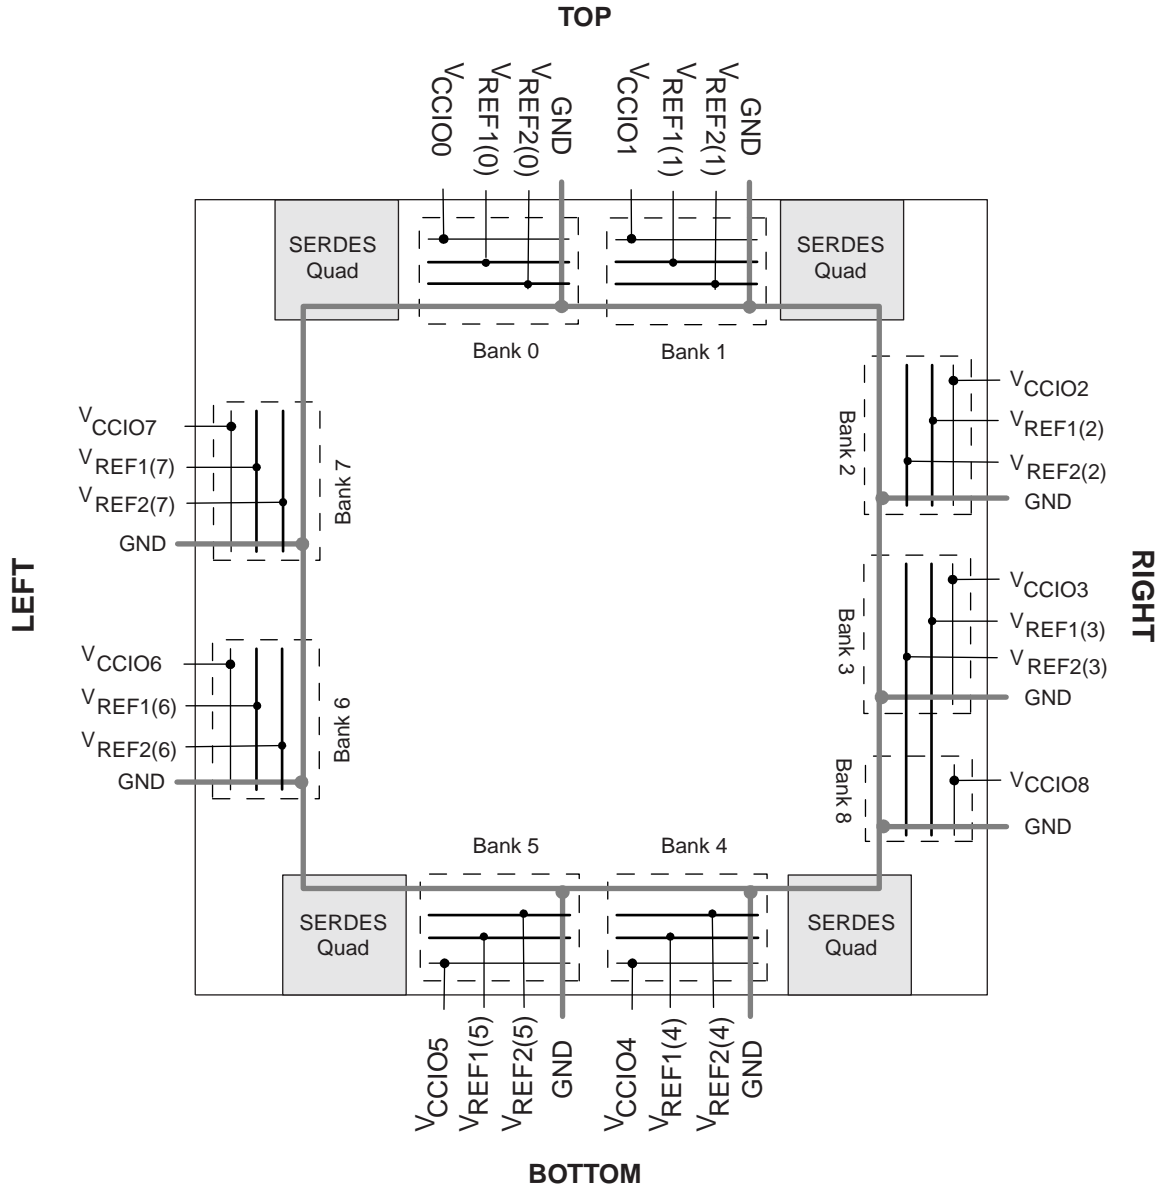 TOP
VCCIO0
VREF1(0)
VREF2(0)
GND
VCCIO1
VREF1(1)
VREF2(1)
GND
SERDES
Quad
SERDES
Quad
Bank 0
Bank 1
VCCIO7
VREF1(7)
VREF2(7)
GND
Bank 7
Bank 2
VCCIO2
VREF1(2)
VREF2(2)
GND
LEFT
RIGHT
VCCIO6
VREF1(6)
VREF2(6)
GND
Bank 6
Bank 3
VCCIO3
VREF1(3)
VREF2(3)
GND
Bank 8
VCCIO8
GND
Bank 5
Bank 4
SERDES
Quad
SERDES
Quad
VCCIO5
VREF1(5)
VREF2(5)
GND
VCCIO4
VREF1(4)
VREF2(4)
GND
BOTTOM